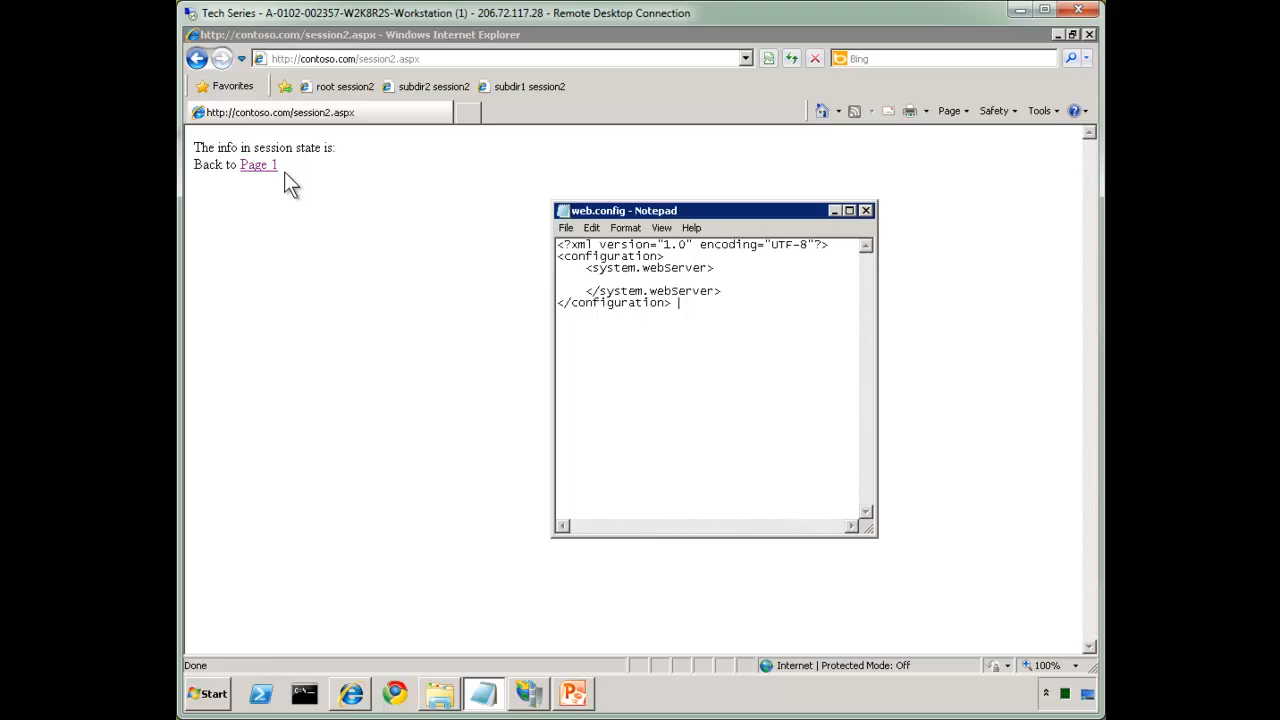 Tech Series - A-0102-002357-W2K8R2S-Workstation (1) - 206.72.117.28 - Remote Desktop Connection
http://contoso.com/session2.aspx - Windows Internet Explorer
http://contoso.com/session2.aspx
Bing
Favorites
root session2
subdir2 session2
subdir1 session2
http://contoso.com/session2.aspx
Page
Safety
Tools
The info in session state is:
Back to Page 1
web.config - Notepad
File Edit Format View Help
<?xml version="1.0" encoding="UTF-8"?>
<configuration>
<system.webServer>
</system.webServer>
</configuration>
Done
Internet | Protected Mode: Off
100%
Start